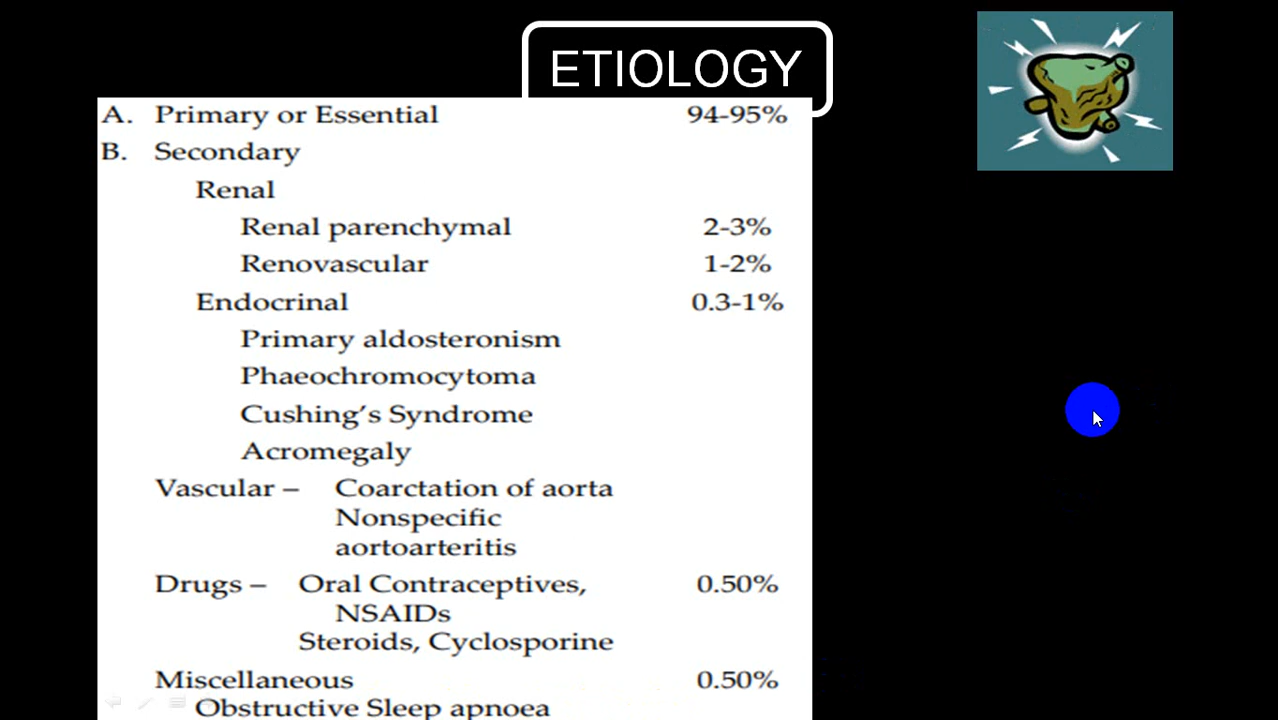 ETIOLOGY
A. Primary or Essential 94-95%
B. Secondary
Renal
Renal parenchymal 2-3%
Renovascular 1-2%
Endocrinal 0.3-1%
Primary aldosteronism
Phaeochromocytoma
Cushing's Syndrome
Acromegaly
Vascular – Coarctation of aorta
Nonspecific
aortoarteritis
Drugs – Oral Contraceptives, 0.50%
NSAIDs
Steroids, Cyclosporine
Miscellaneous 0.50%
Obstructive Sleep apnoea